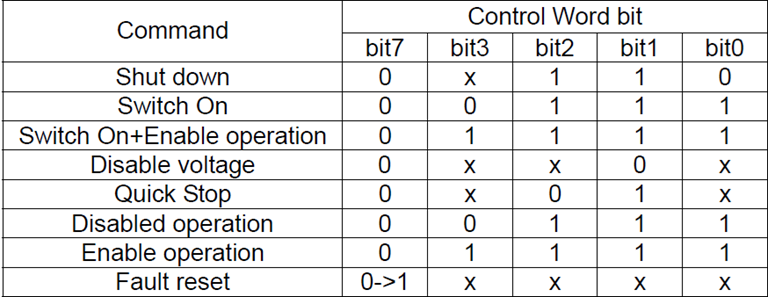 Command Control Word bit
bit7 bit3 bit2 bit1 bit0
Shut down 0 x 1 1 0
Switch On 0 0 1 1 1
Switch On+Enable operation 0 1 1 1 1
Disable voltage 0 x x 0 x
Quick Stop 0 x 0 1 x
Disabled operation 0 0 1 1 1
Enable operation 0 1 1 1 1
Fault reset 0->1 x x x x